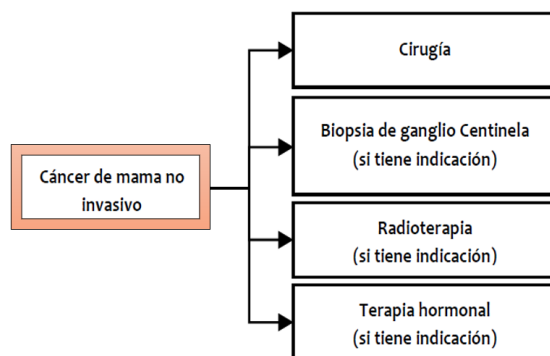 Cirugía
Biopsia de ganglio Centinela
(si tiene indicación)
Cáncer de mama no
invasivo
Radioterapia
(si tiene indicación)
Terapia hormonal
(si tiene indicación)